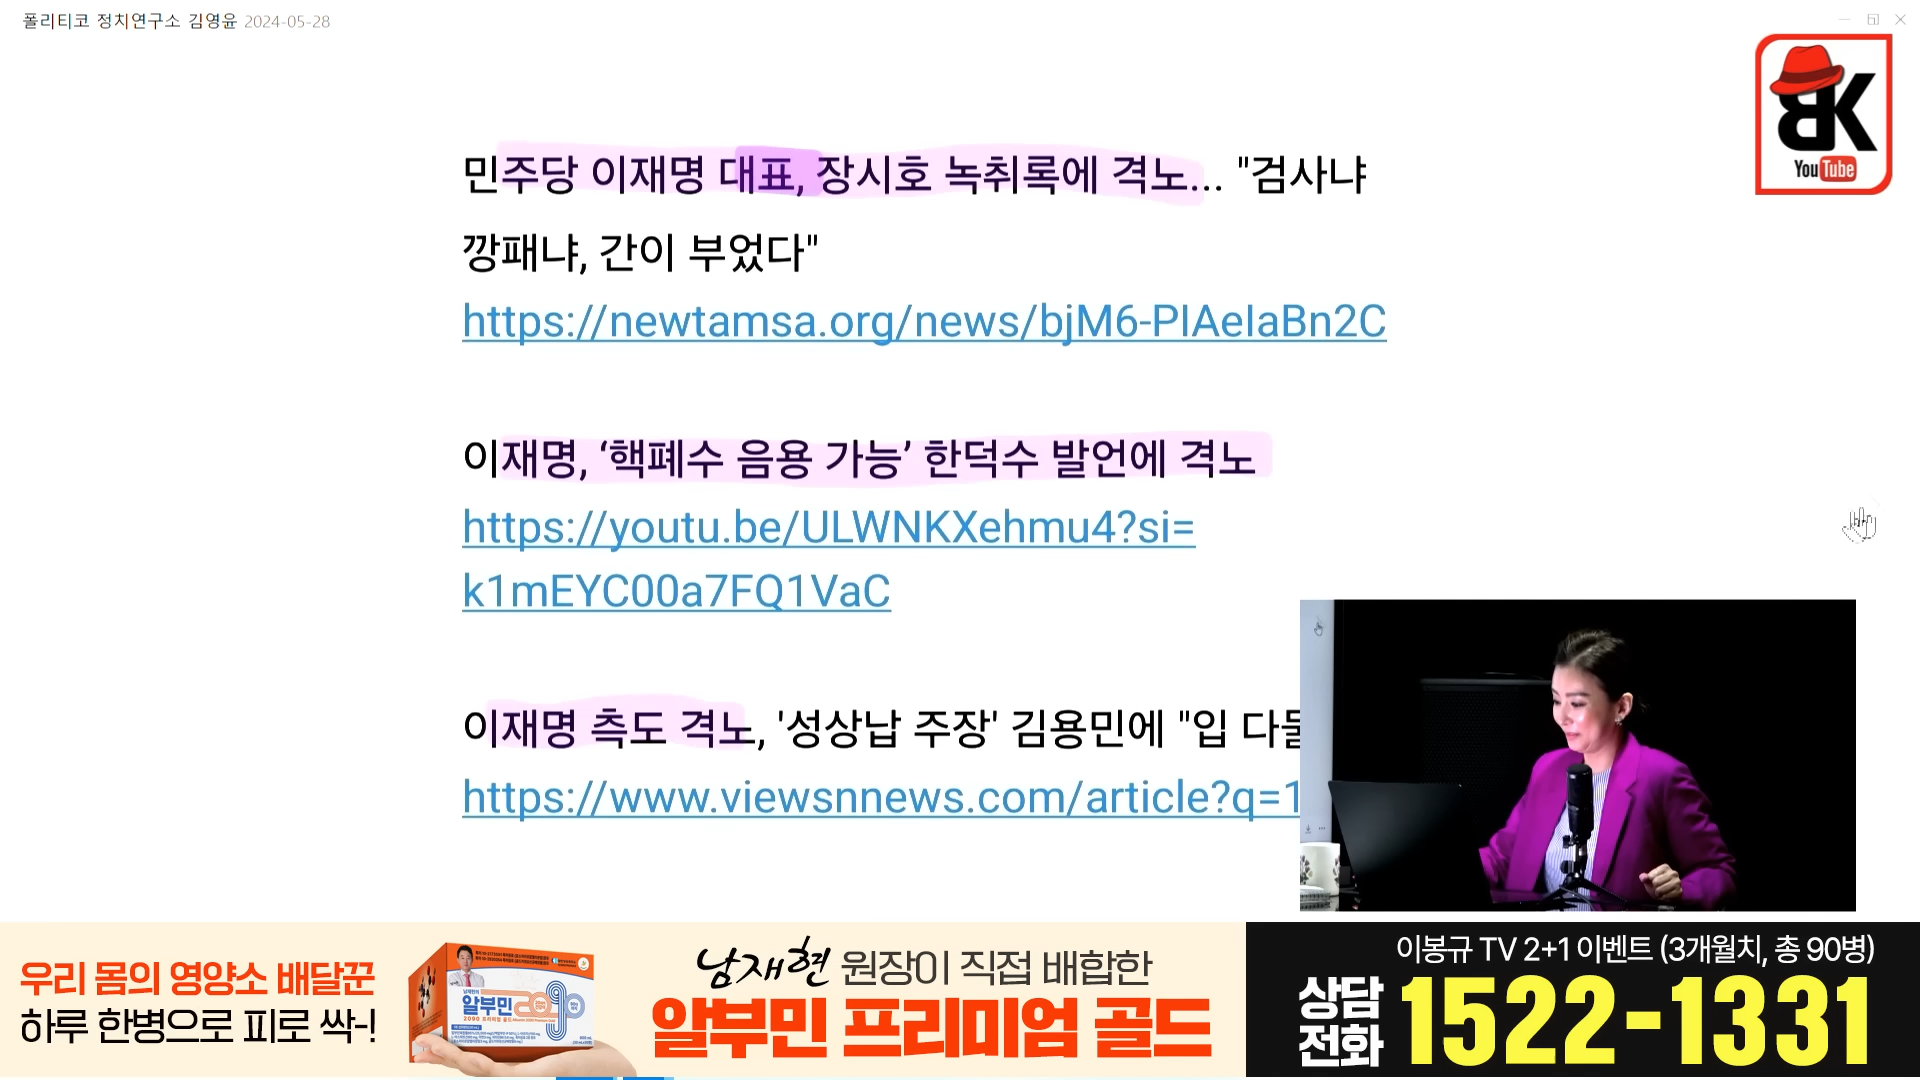 폴리티코 정치연구소 김영윤 2024-05-28
BK
YouTube
민주당 이재명 대표, 장시호 녹취록에 격노... "검사냐
깡패냐, 간이 부었다"
https://newtamsa.org/news/bjM6-PIAeIaBn2C
이재명, ‘핵폐수 음용 가능’ 한덕수 발언에 격노
https://youtu.be/ULWNKXehmu4?si=
k1mEYC00a7FQ1VaC
이재명 측도 격노, '성상납 주장' 김용민에 "입 다물
https://www.viewsnnews.com/article?q=1
우리 몸의 영양소 배달꾼
하루 한병으로 피로 싹-!
알부민
남재현 원장이 직접 배합한
알부민 프리미엄 골드
이봉규 TV 2+1 이벤트 (3개월치, 총 90병)
상담
전화
1522-1331